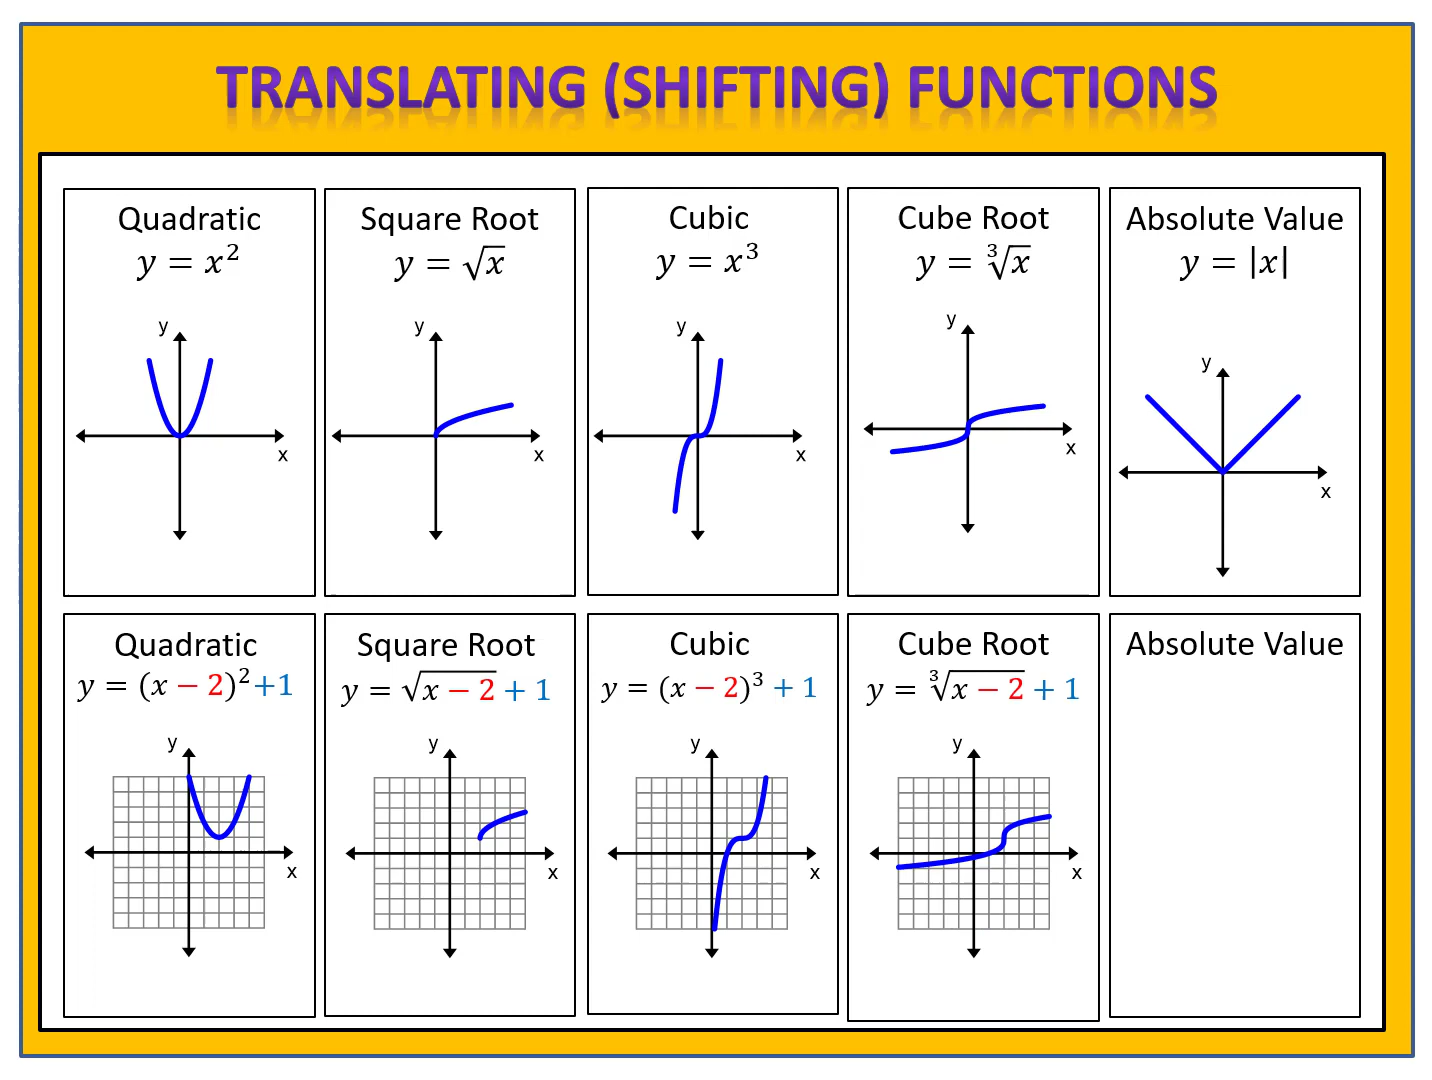 TRANSLATING (SHIFTING) FUNCTIONS
Quadratic
y = x²
y
x
Square Root
y = √x
y
x
Cubic
y = x³
y
x
Cube Root
y = ∛x
y
x
Absolute Value
y = |x|
y
x
Quadratic
y = (x − 2)²+1
y
x
Square Root
y = √(x − 2) + 1
y
x
Cubic
y = (x − 2)³ + 1
y
x
Cube Root
y = ∛(x − 2) + 1
y
x
Absolute Value